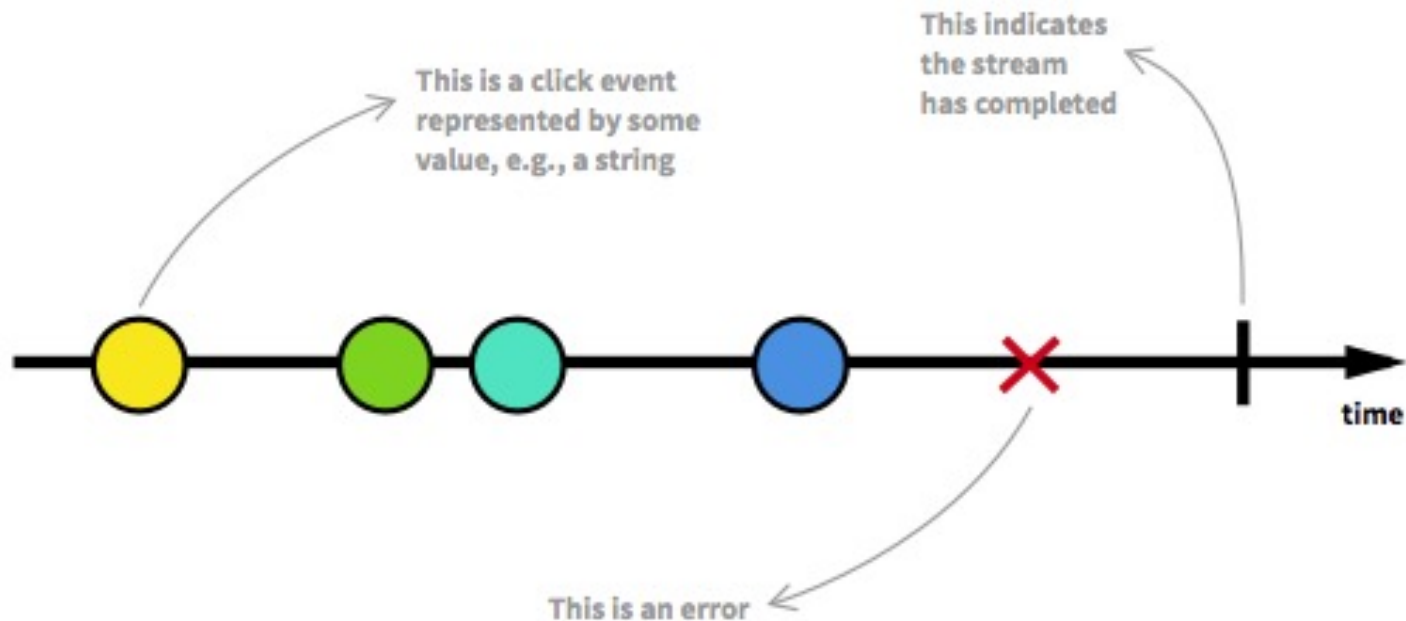 This is a click event
represented by some
value, e.g., a string
This indicates
the stream
has completed
time
This is an error